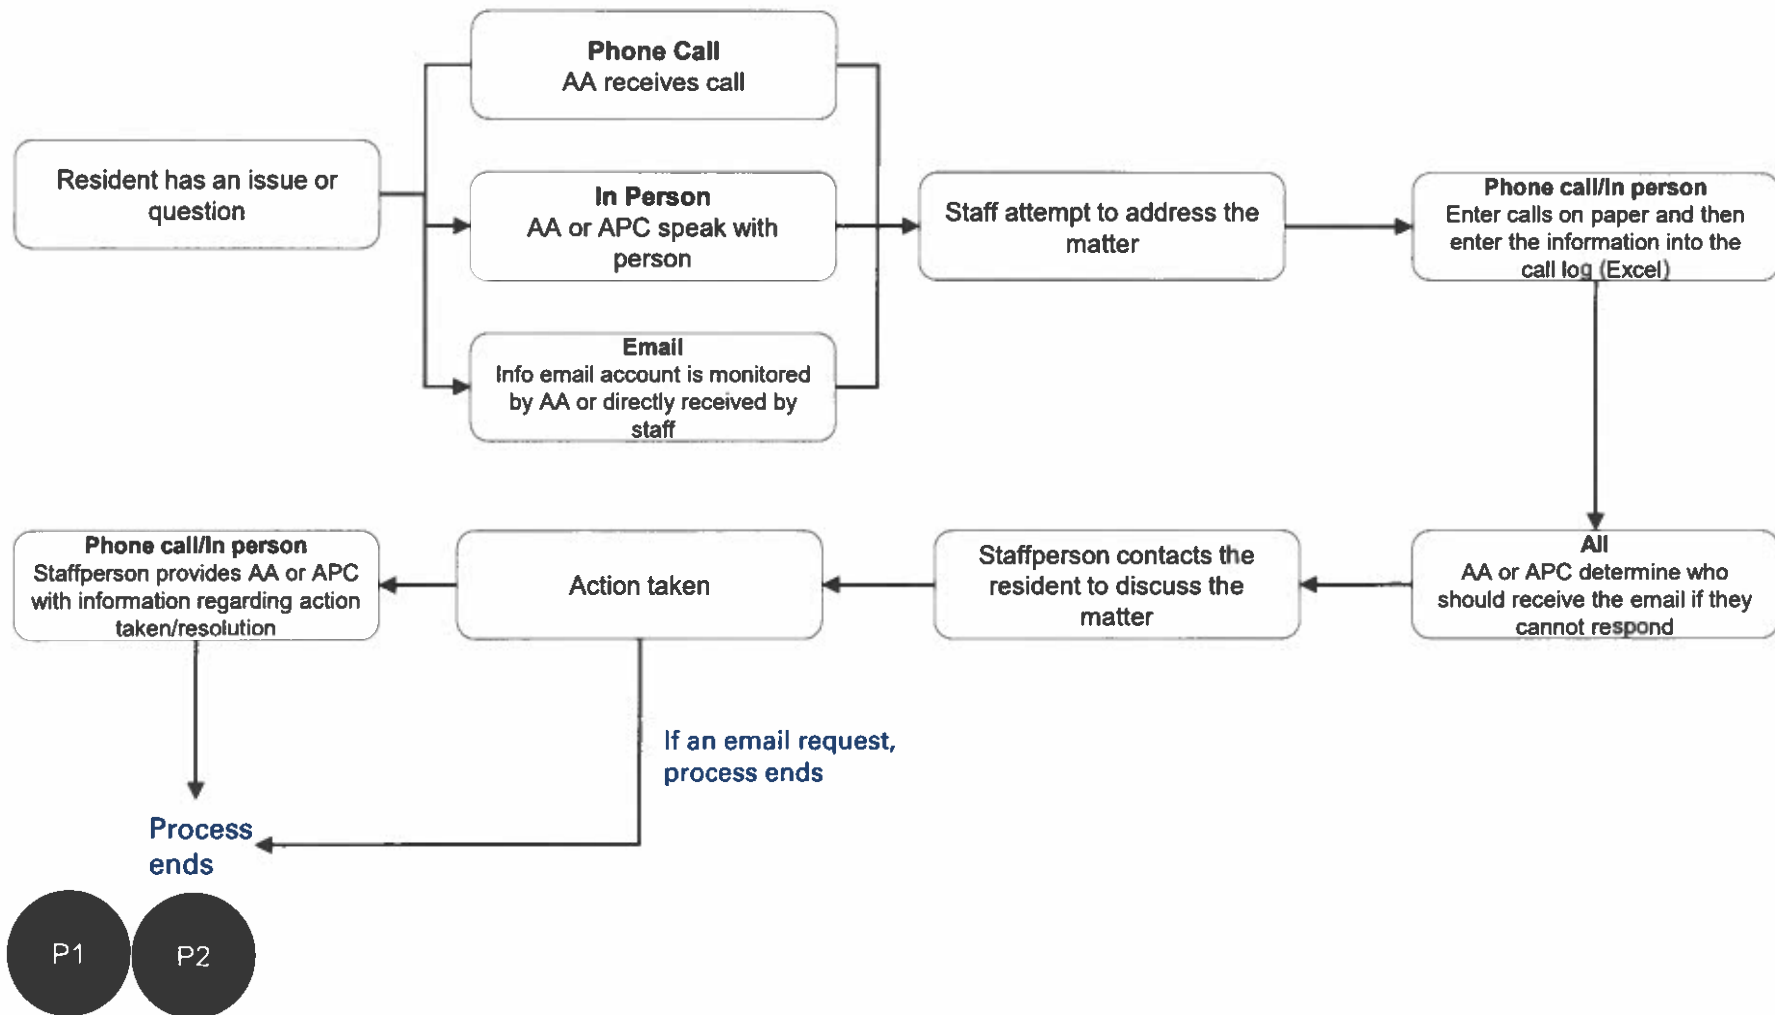 Phone Call
AA receives call
Resident has an issue or
question
In Person
AA or APC speak with
person
Email
Info email account is monitored
by AA or directly received by
staff
Staff attempt to address the
matter
Phone call/In person
Enter calls on paper and then
enter the information into the
call log (Excel)
All
AA or APC determine who
should receive the email if they
cannot respond
Staffperson contacts the
resident to discuss the
matter
Action taken
Phone call/In person
Staffperson provides AA or APC
with information regarding action
taken/resolution
If an email request,
process ends
Process
ends
P1
P2